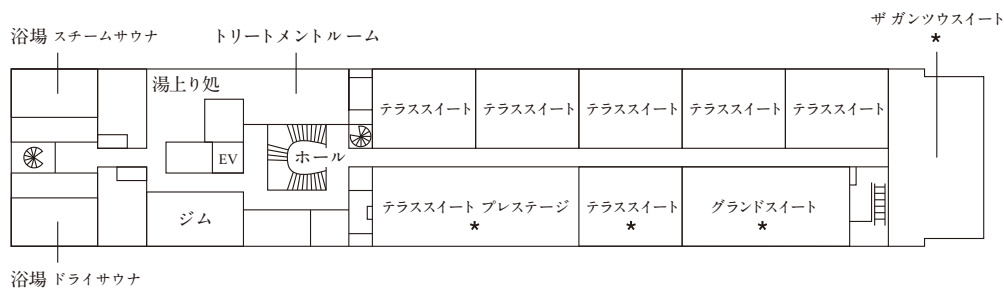 ザ ガンツウスイート
*
浴場 スチームサウナ
トリートメントルーム
湯上り処
テラススイート
テラススイート
テラススイート
テラススイート
テラススイート
EV
ホール
ジム
テラススイート プレステージ
*
テラススイート
*
グランドスイート
*
浴場 ドライサウナ